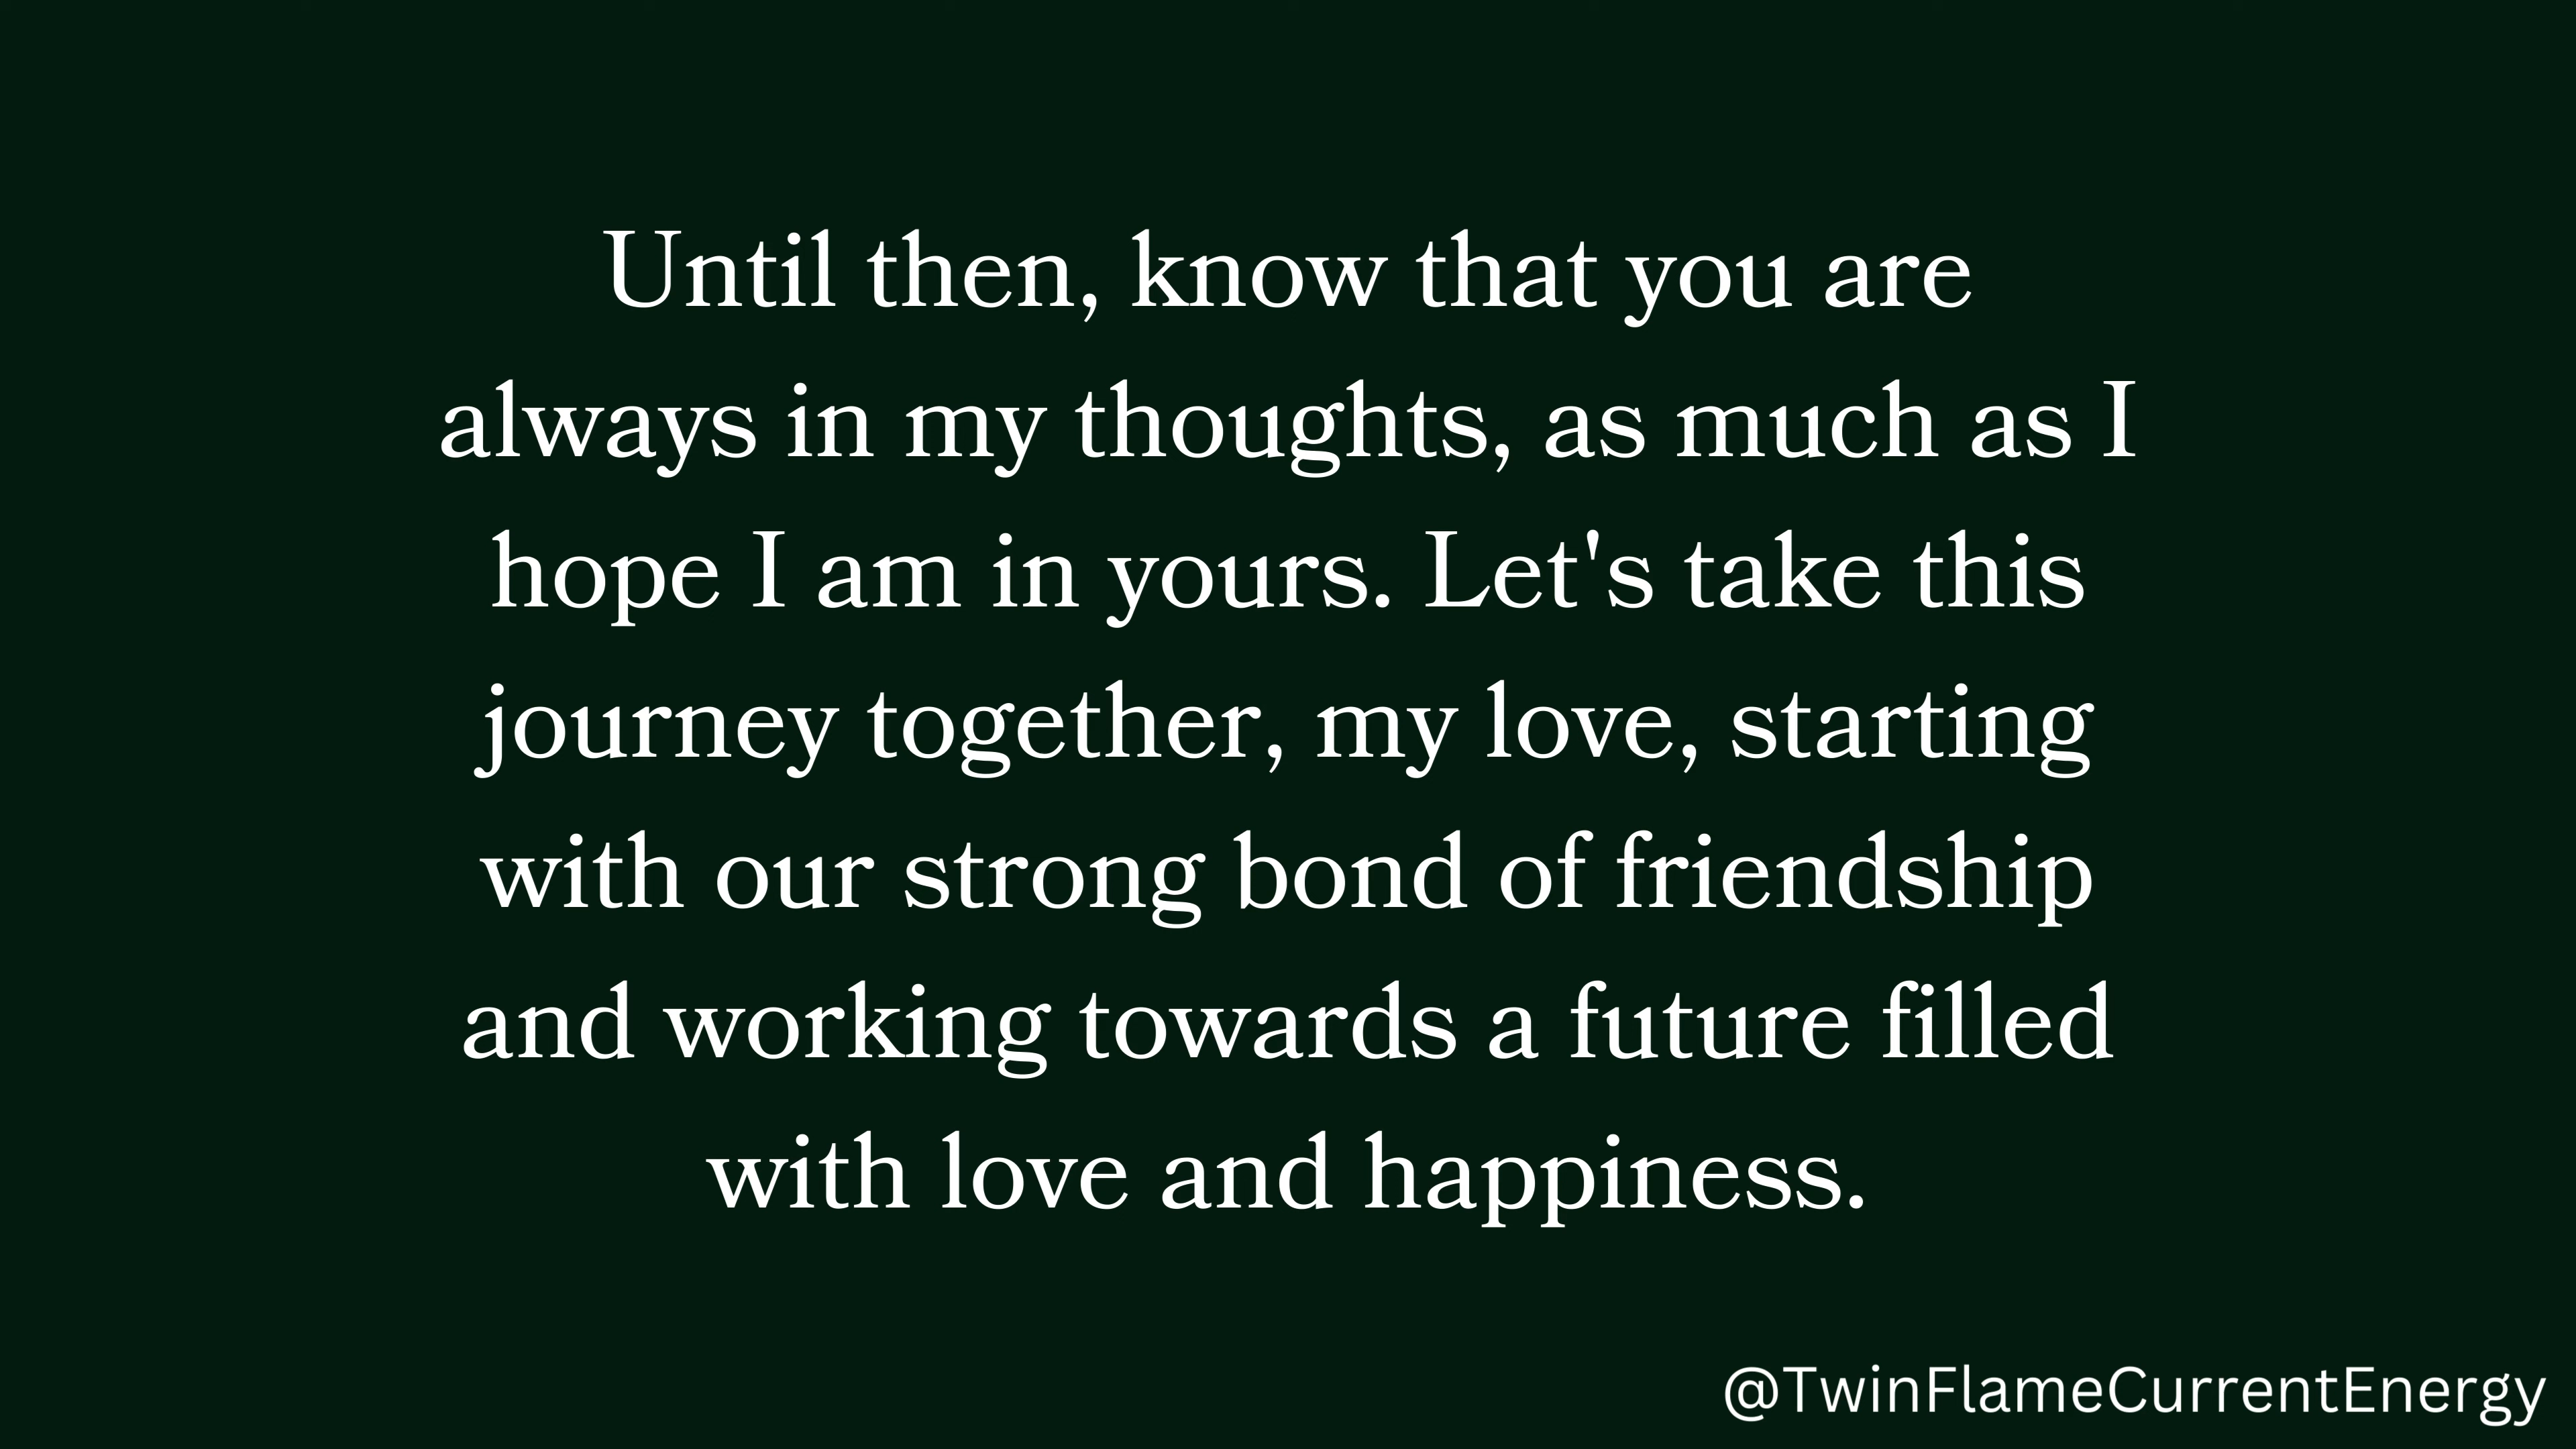 Until then, know that you are
always in my thoughts, as much as I
hope I am in yours. Let's take this
journey together, my love, starting
with our strong bond of friendship
and working towards a future filled
with love and happiness.
@TwinFlameCurrentEnergy